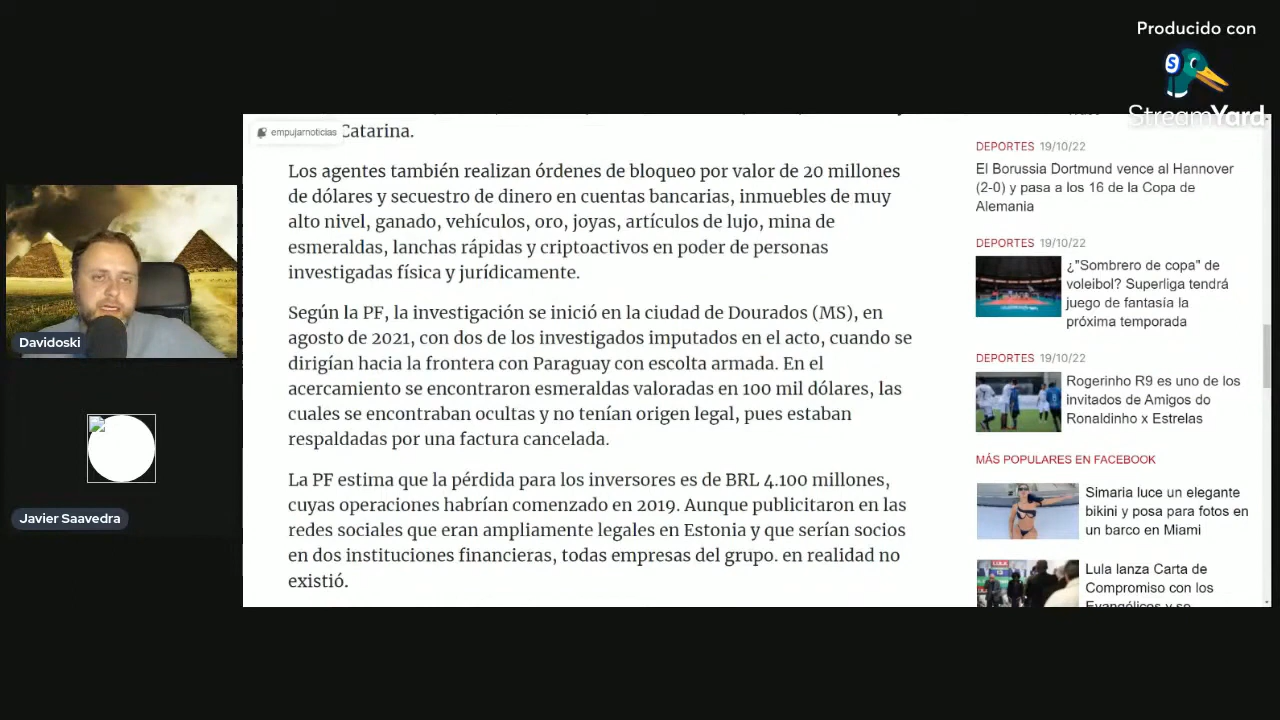 Producido con
StreamYard
empujarnoticias
Catarina.
Los agentes también realizan órdenes de bloqueo por valor de 20 millones
de dólares y secuestro de dinero en cuentas bancarias, inmuebles de muy
alto nivel, ganado, vehículos, oro, joyas, artículos de lujo, mina de
esmeraldas, lanchas rápidas y criptoactivos en poder de personas
investigadas física y jurídicamente.
Según la PF, la investigación se inició en la ciudad de Dourados (MS), en
agosto de 2021, con dos de los investigados imputados en el acto, cuando se
dirigían hacia la frontera con Paraguay con escolta armada. En el
acercamiento se encontraron esmeraldas valoradas en 100 mil dólares, las
cuales se encontraban ocultas y no tenían origen legal, pues estaban
respaldadas por una factura cancelada.
La PF estima que la pérdida para los inversores es de BRL 4.100 millones,
cuyas operaciones habrían comenzado en 2019. Aunque publicitaron en las
redes sociales que eran ampliamente legales en Estonia y que serían socios
en dos instituciones financieras, todas empresas del grupo. en realidad no
existió.
DEPORTES 19/10/22
El Borussia Dortmund vence al Hannover
(2-0) y pasa a los 16 de la Copa de
Alemania
DEPORTES 19/10/22
¿"Sombrero de copa" de
voleibol? Superliga tendrá
juego de fantasía la
próxima temporada
DEPORTES 19/10/22
Rogerinho R9 es uno de los
invitados de Amigos do
Ronaldinho x Estrelas
MÁS POPULARES EN FACEBOOK
Simaria luce un elegante
bikini y posa para fotos en
un barco en Miami
Lula lanza Carta de
Compromiso con los
Evangélicos y se
Davidoski
Javier Saavedra